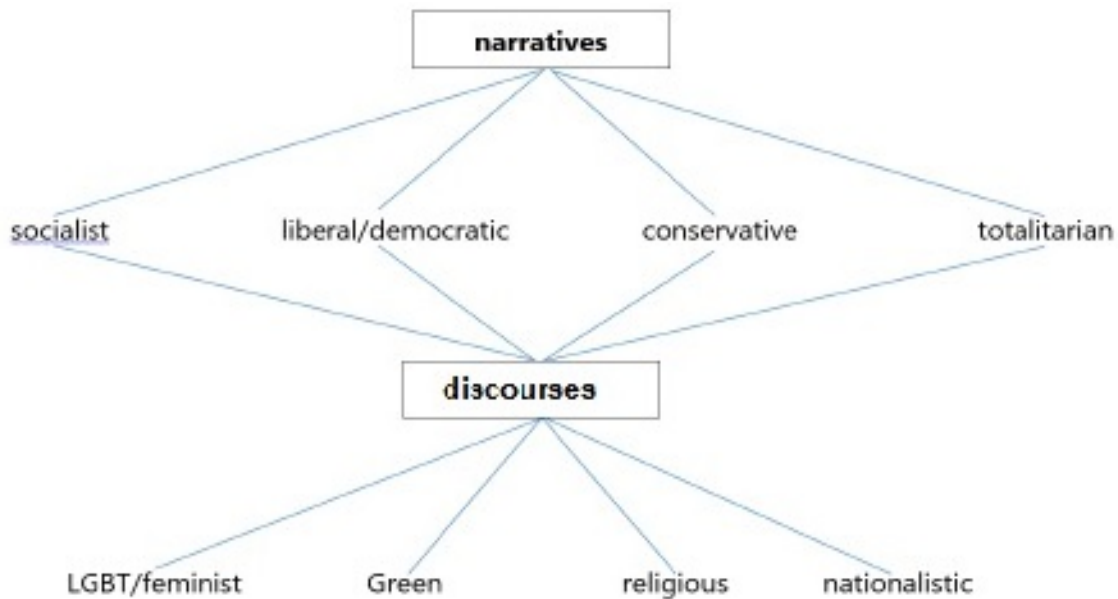 narratives
socialist liberal/democratic conservative totalitarian
discourses
LGBT/feminist Green religious nationalistic